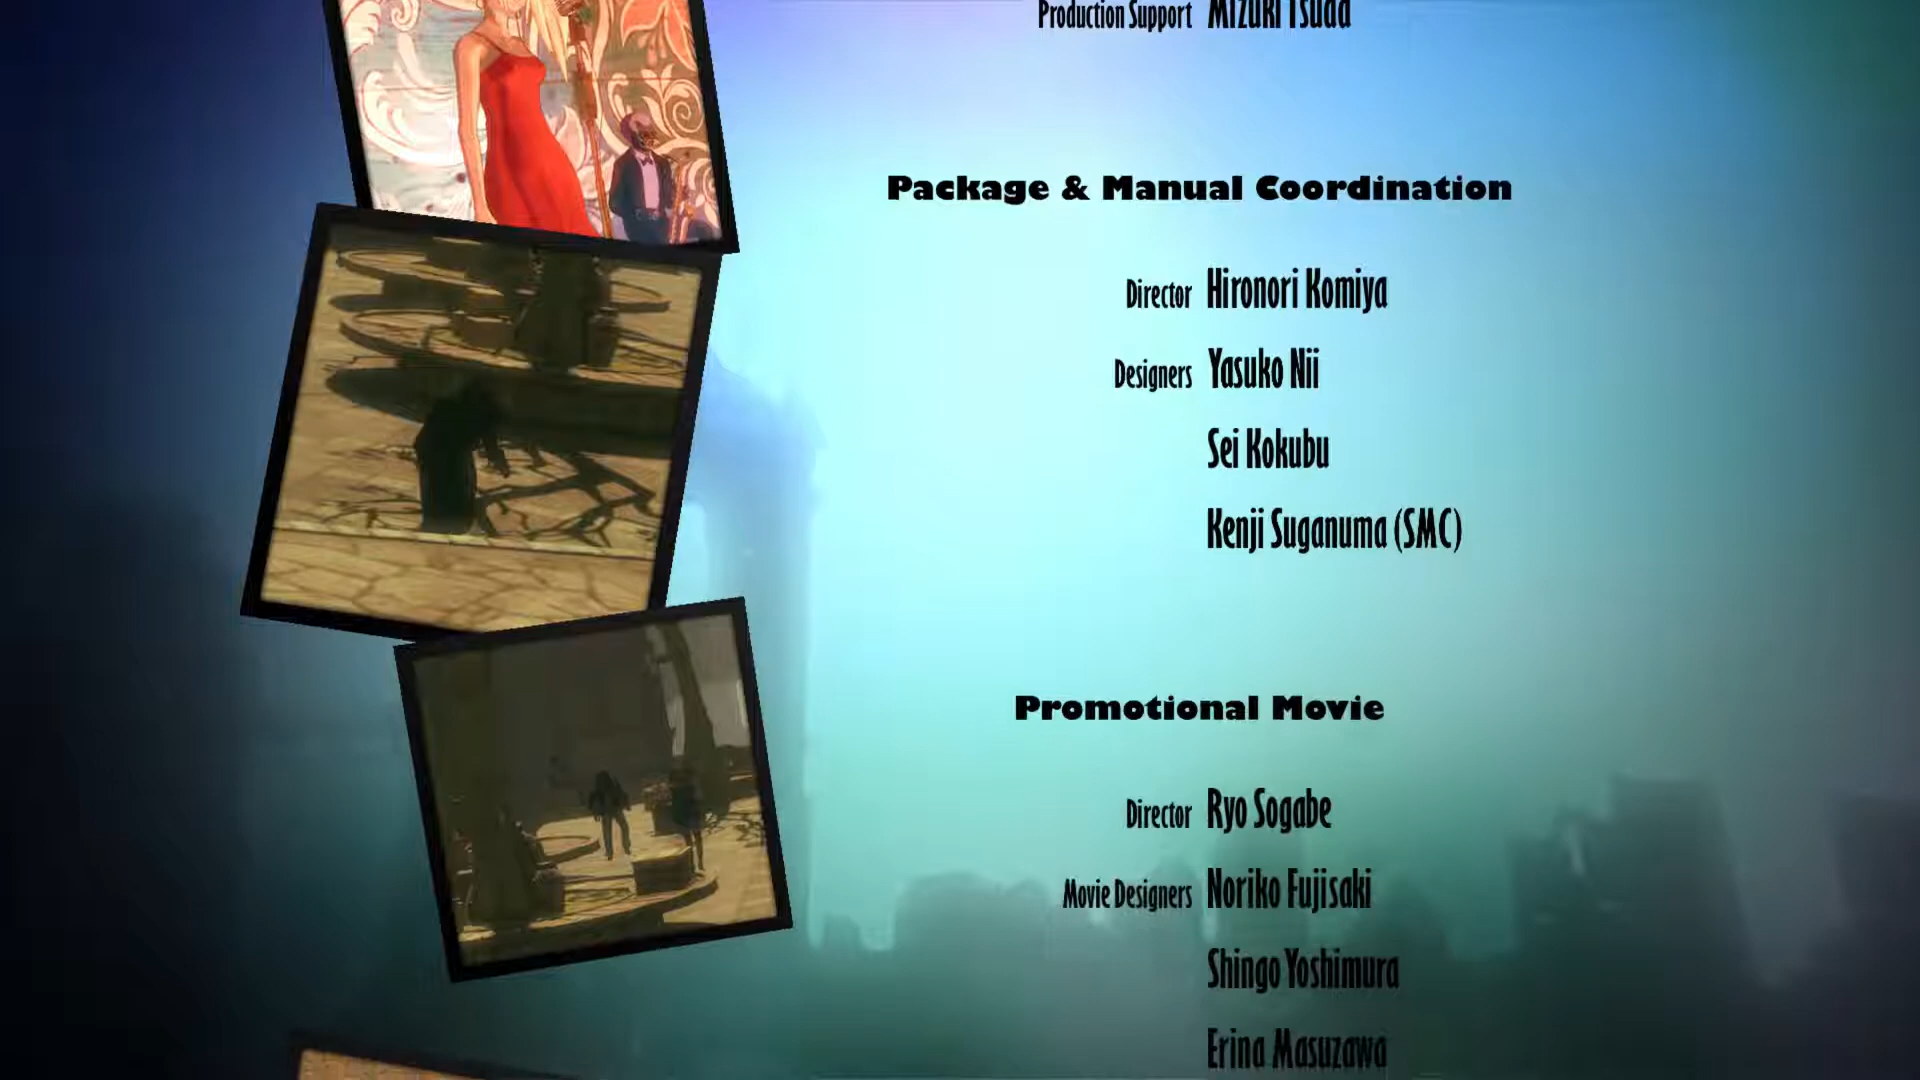 Production Support Mizuki Tsuda
Package & Manual Coordination
Director Hironori Komiya
Designers Yasuko Nii
Sei Kokubu
Kenji Suganuma (SMC)
Promotional Movie
Director Ryo Sogabe
Movie Designers Noriko Fujisaki
Shingo Yoshimura
Erina Masuzawa